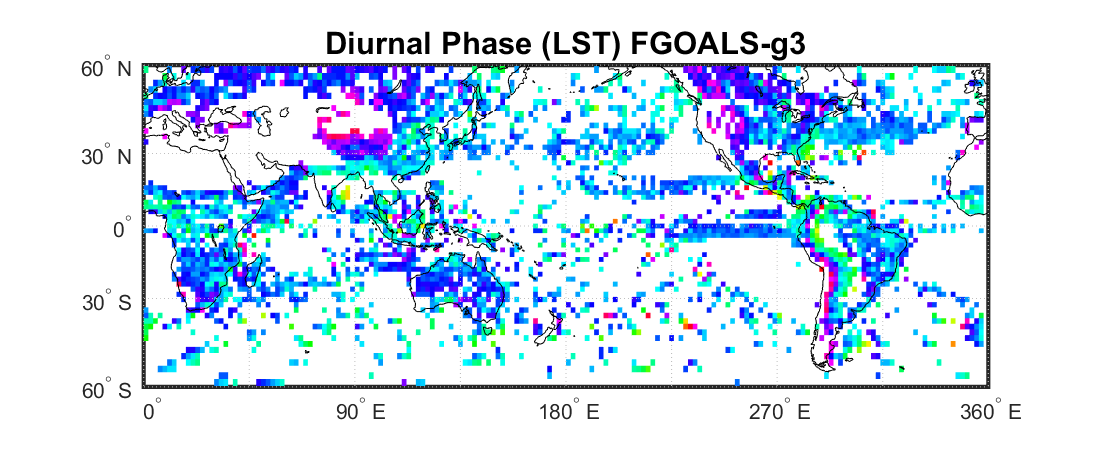 Diurnal Phase (LST) FGOALS-g3
60° N
30° N
0°
30° S
60° S
0° 90° E 180° E 270° E 360° E